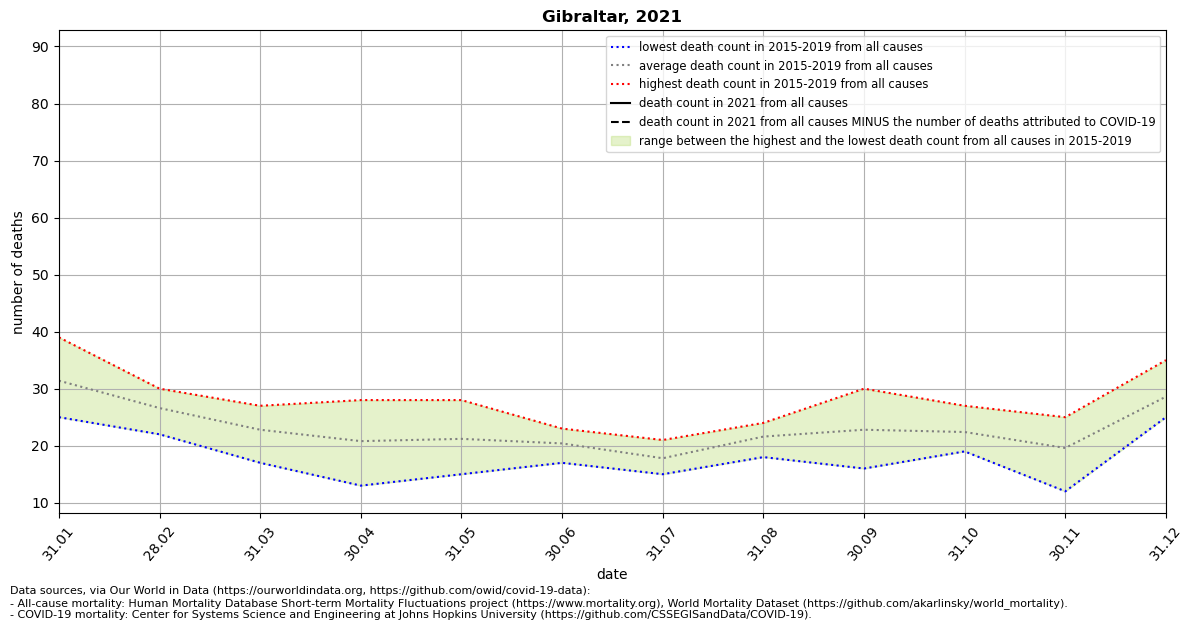 Gibraltar, 2021
90
80
70
60
50
40
30
20
10
number of deaths
lowest death count in 2015-2019 from all causes
average death count in 2015-2019 from all causes
highest death count in 2015-2019 from all causes
death count in 2021 from all causes
death count in 2021 from all causes MINUS the number of deaths attributed to COVID-19
range between the highest and the lowest death count from all causes in 2015-2019
31.01
28.02
31.03
30.04
31.05
30.06
31.07
31.08
30.09
31.10
30.11
31.12
date
Data sources, via Our World in Data (https://ourworldindata.org, https://github.com/owid/covid-19-data):
- All-cause mortality: Human Mortality Database Short-term Mortality Fluctuations project (https://www.mortality.org), World Mortality Dataset (https://github.com/akarlinsky/world_mortality).
- COVID-19 mortality: Center for Systems Science and Engineering at Johns Hopkins University (https://github.com/CSSEGISandData/COVID-19).